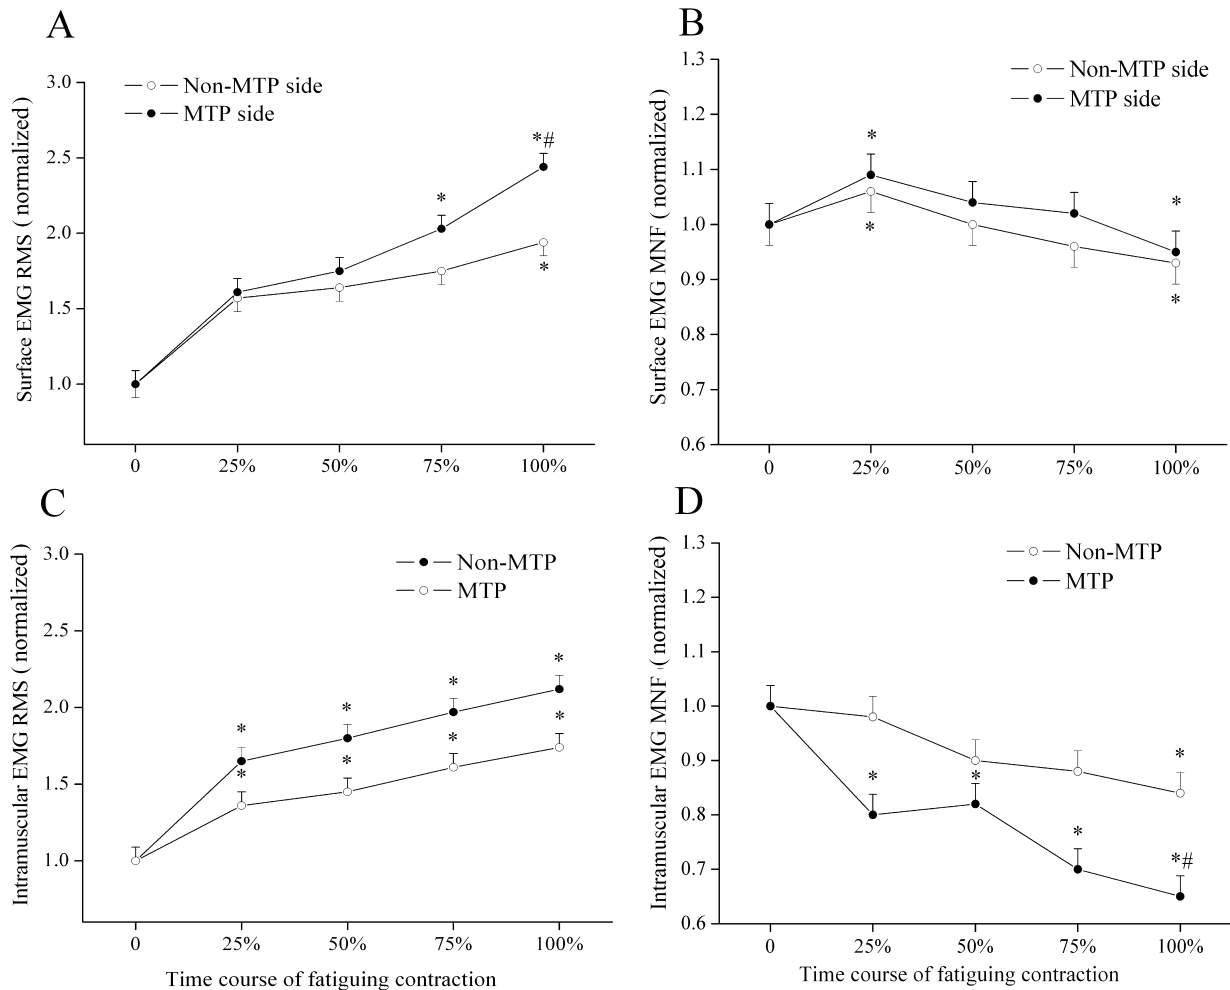 A
Surface EMG RMS ( normalized )
Non-MTP side
MTP side
3.0
2.5
2.0
1.5
1.0
*
*#
*
0 25% 50% 75% 100%
B
Surface EMG MNF ( normalized )
Non-MTP side
MTP side
1.3
1.2
1.1
1.0
0.9
0.8
0.7
0.6
*
*
*
*
0 25% 50% 75% 100%
C
Intramuscular EMG RMS ( normalized )
Non-MTP
MTP
3.0
2.5
2.0
1.5
1.0
* * * *
* * * *
0 25% 50% 75% 100%
Time course of fatiguing contraction
D
Intramuscular EMG MNF ( normalized )
Non-MTP
MTP
1.3
1.2
1.1
1.0
0.9
0.8
0.7
0.6
*
* * * *#
0 25% 50% 75% 100%
Time course of fatiguing contraction